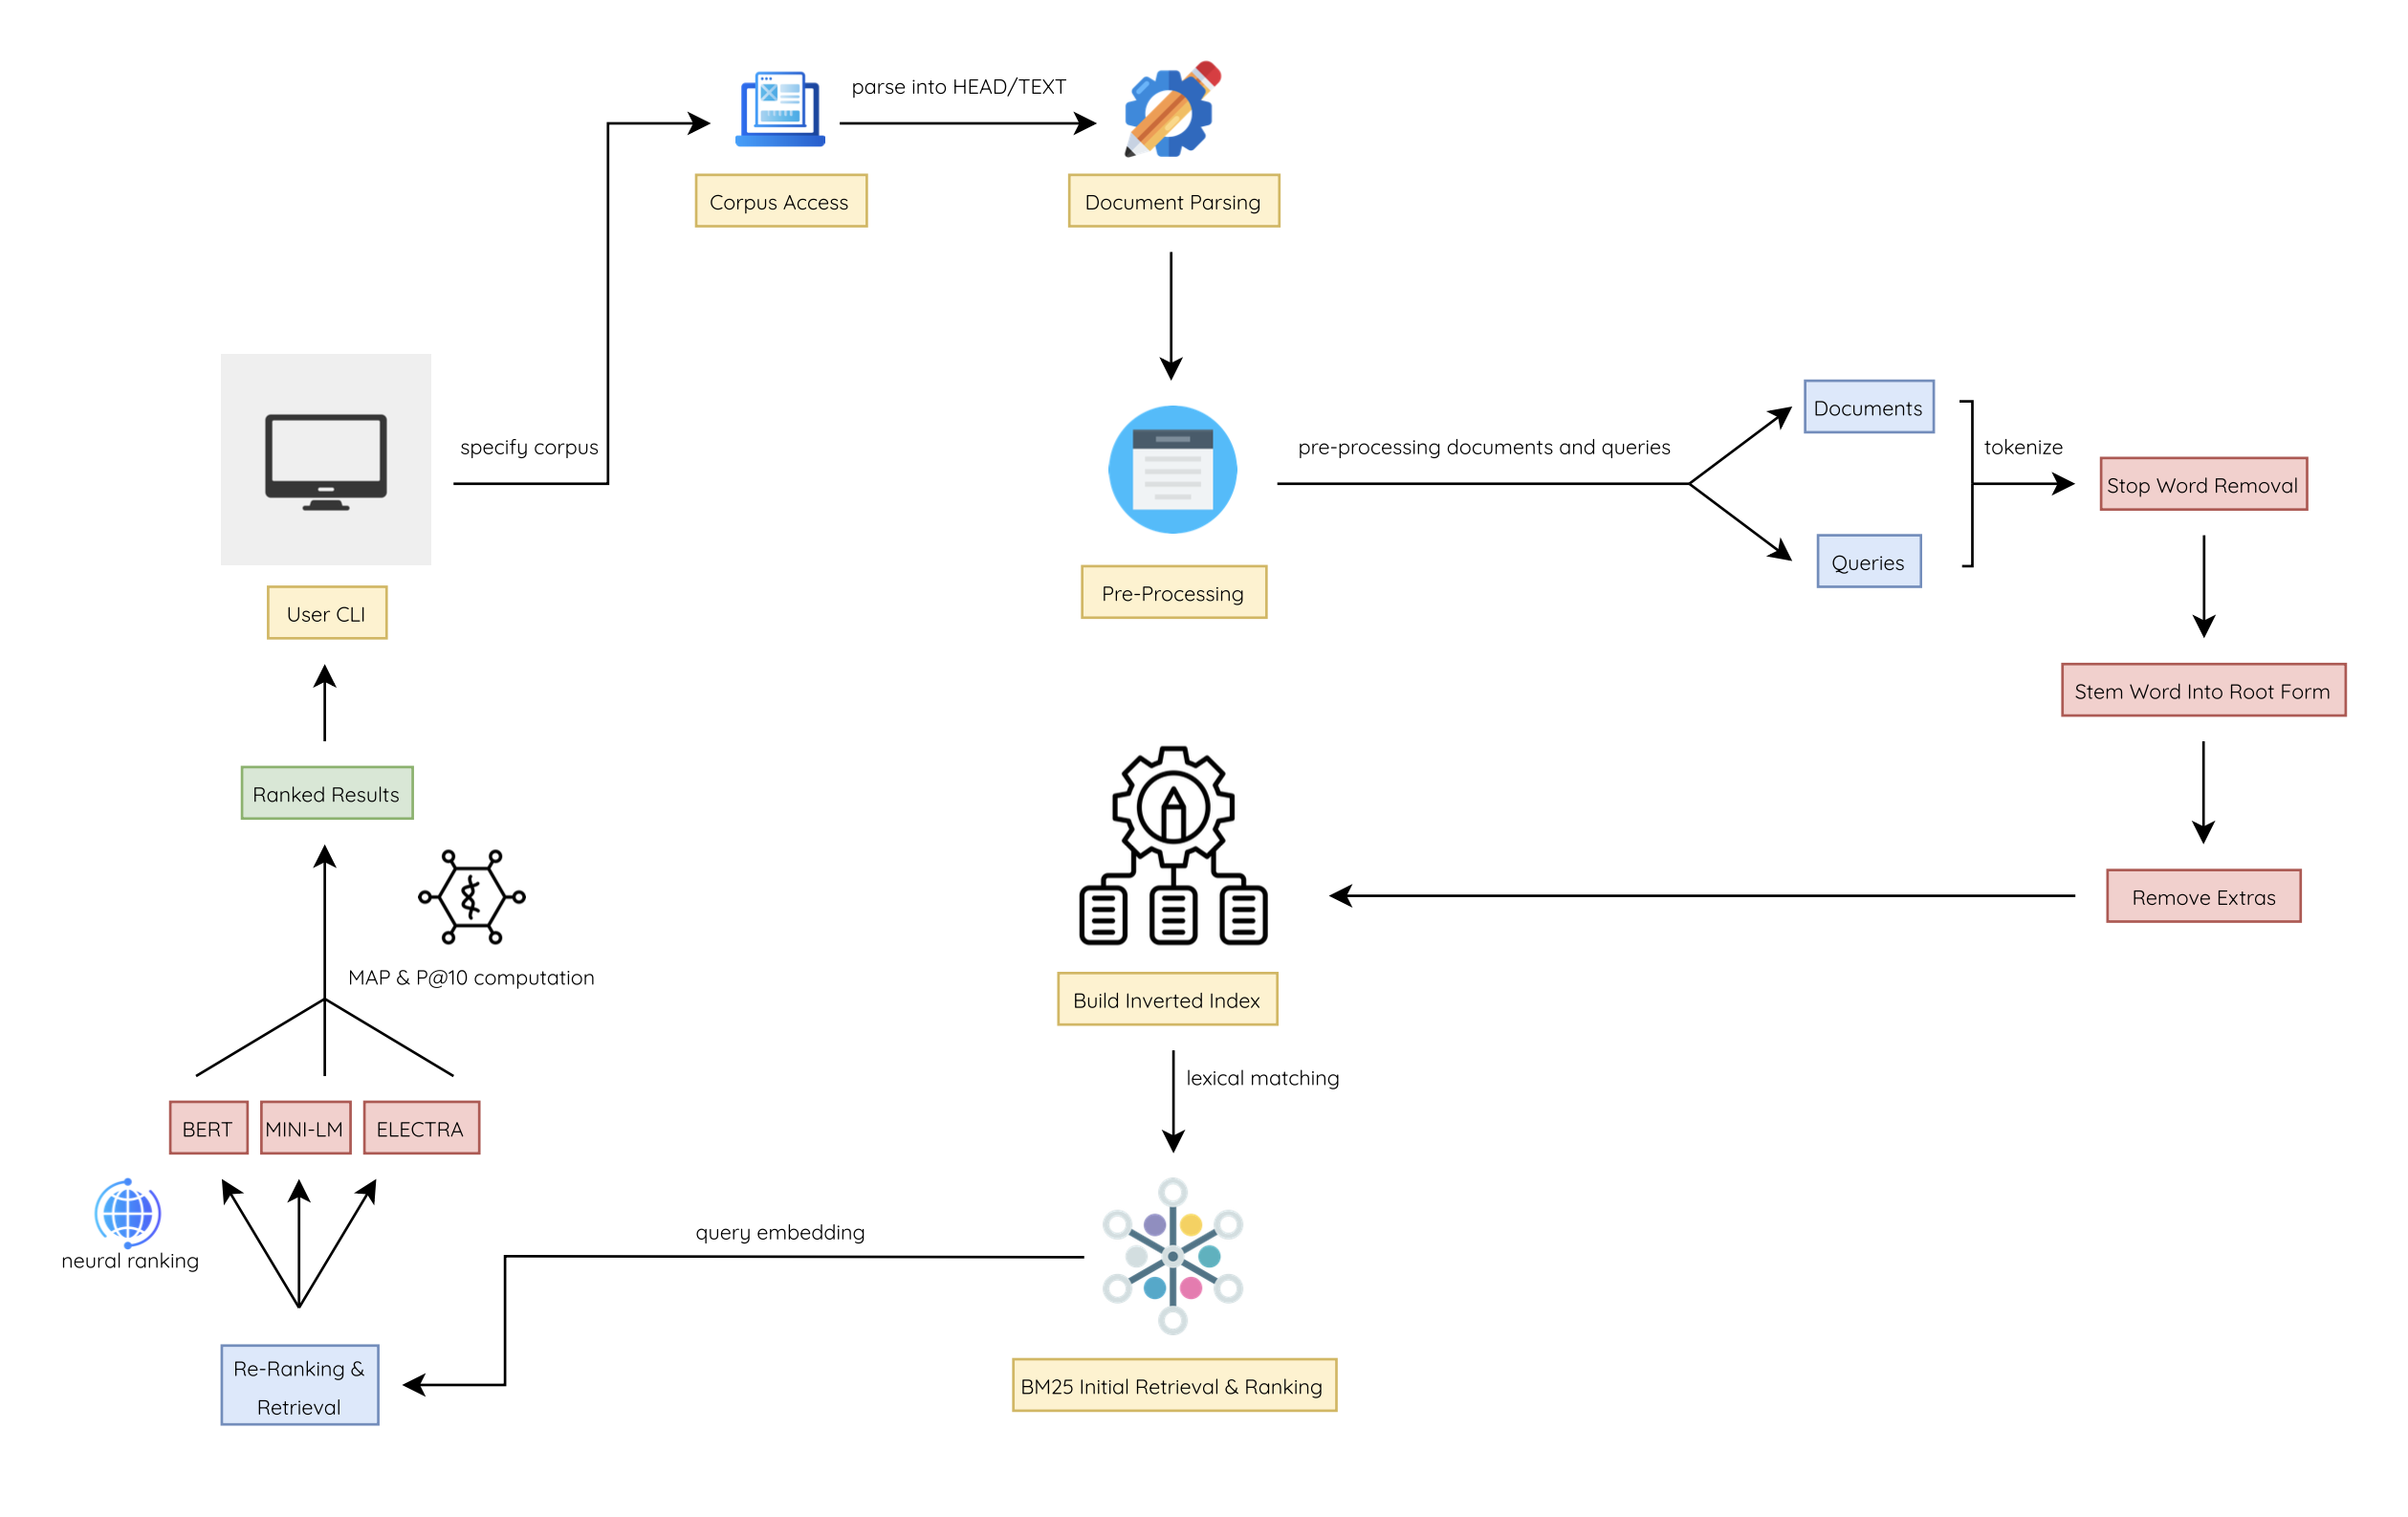 parse into HEAD/TEXT
Corpus Access
Document Parsing
specify corpus
User CLI
pre-processing documents and queries
Pre-Processing
Documents
Queries
tokenize
Stop Word Removal
Stem Word Into Root Form
Remove Extras
Build Inverted Index
lexical matching
BM25 Initial Retrieval & Ranking
query embedding
Re-Ranking &
Retrieval
neural ranking
BERT
MINI-LM
ELECTRA
MAP & P@10 computation
Ranked Results